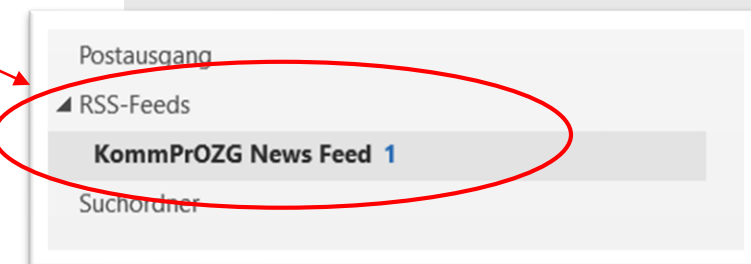 Postausgang
RSS-Feeds
KommPrOZG News Feed 1
Suchordner